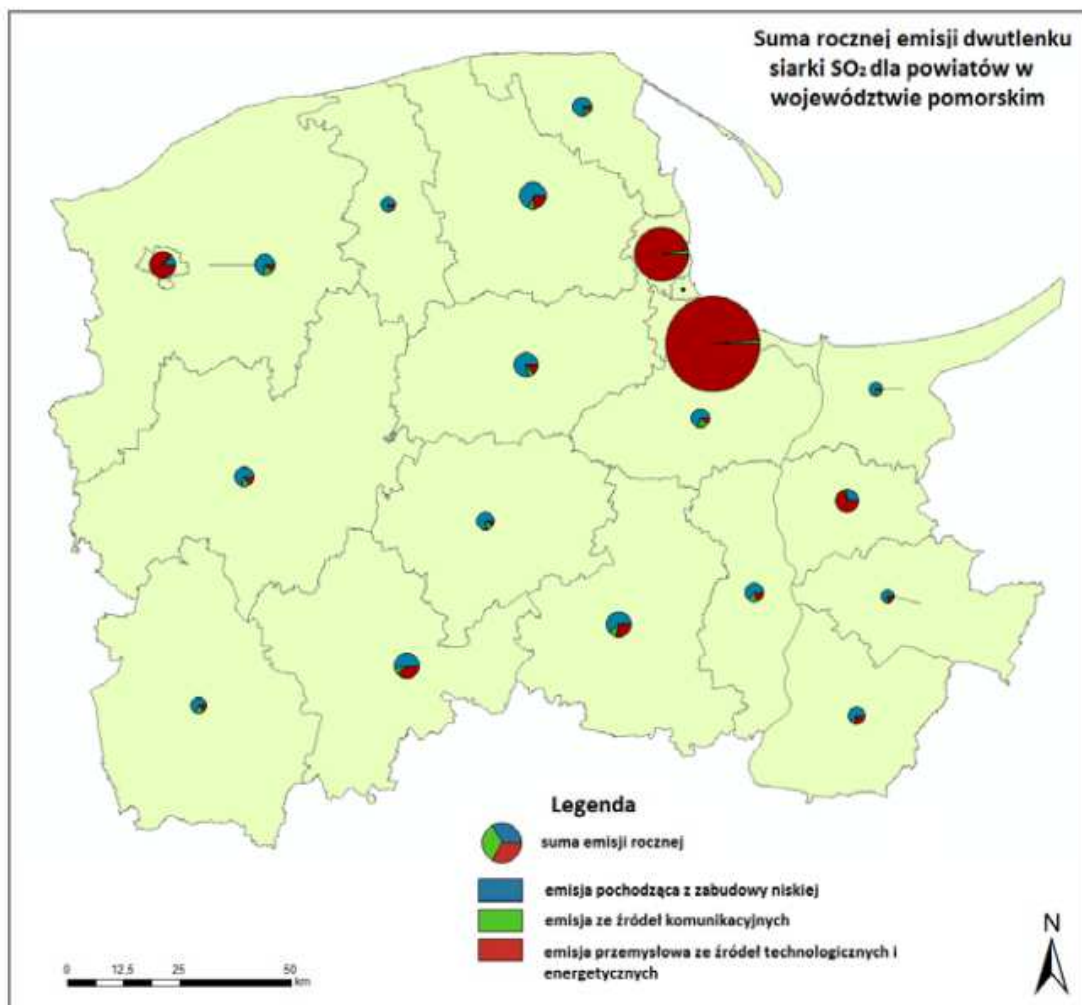 Suma rocznej emisji dwutlenku
siarki SO₂ dla powiatów w
województwie pomorskim
Legenda
suma emisji rocznej
emisja pochodząca z zabudowy niskiej
emisja ze źródeł komunikacyjnych
emisja przemysłowa ze źródeł technologicznych i
energetycznych
N
0 12,5 25 50
km